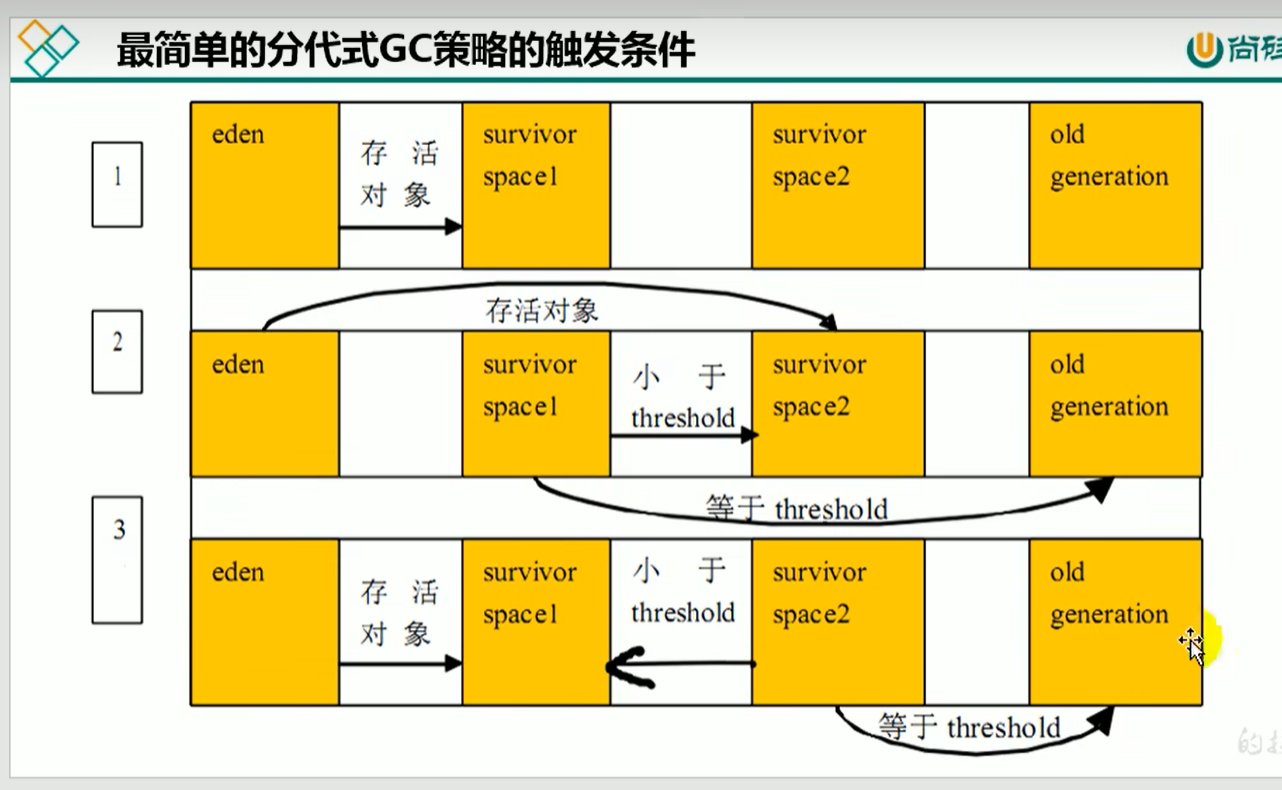 最简单的分代式GC策略的触发条件
尚硅
1
eden
存 活
对 象
survivor
space1
survivor
space2
old
generation
存活对象
2
eden
survivor
space1
小 于
threshold
survivor
space2
old
generation
等于 threshold
3
eden
存 活
对 象
survivor
space1
小 于
threshold
survivor
space2
old
generation
等于 threshold
的